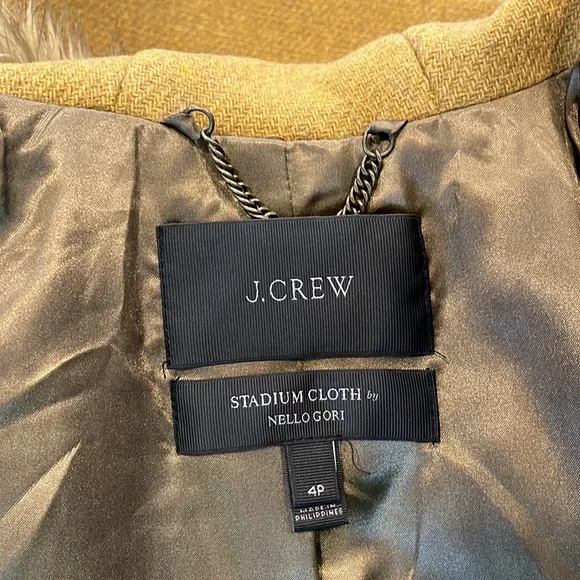 J.CREW
STADIUM CLOTH by
NELLO GORI
4P
MADE IN
PHILIPPINES